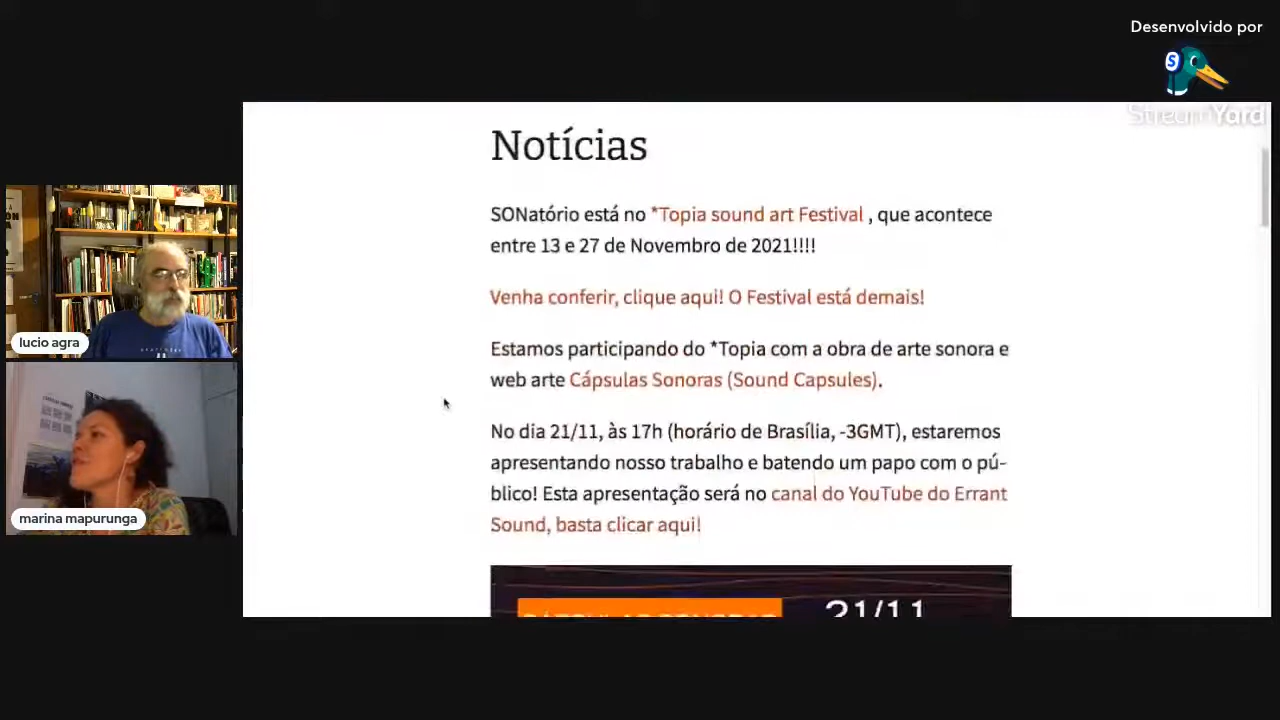 Desenvolvido por
StreamYard
Notícias
SONatório está no *Topia sound art Festival , que acontece
entre 13 e 27 de Novembro de 2021!!!!
Venha conferir, clique aqui! O Festival está demais!
Estamos participando do *Topia com a obra de arte sonora e
web arte Cápsulas Sonoras (Sound Capsules).
No dia 21/11, às 17h (horário de Brasília, -3GMT), estaremos
apresentando nosso trabalho e batendo um papo com o pú-
blico! Esta apresentação será no canal do YouTube do Errant
Sound, basta clicar aqui!
21/11
lucio agra
marina mapurunga